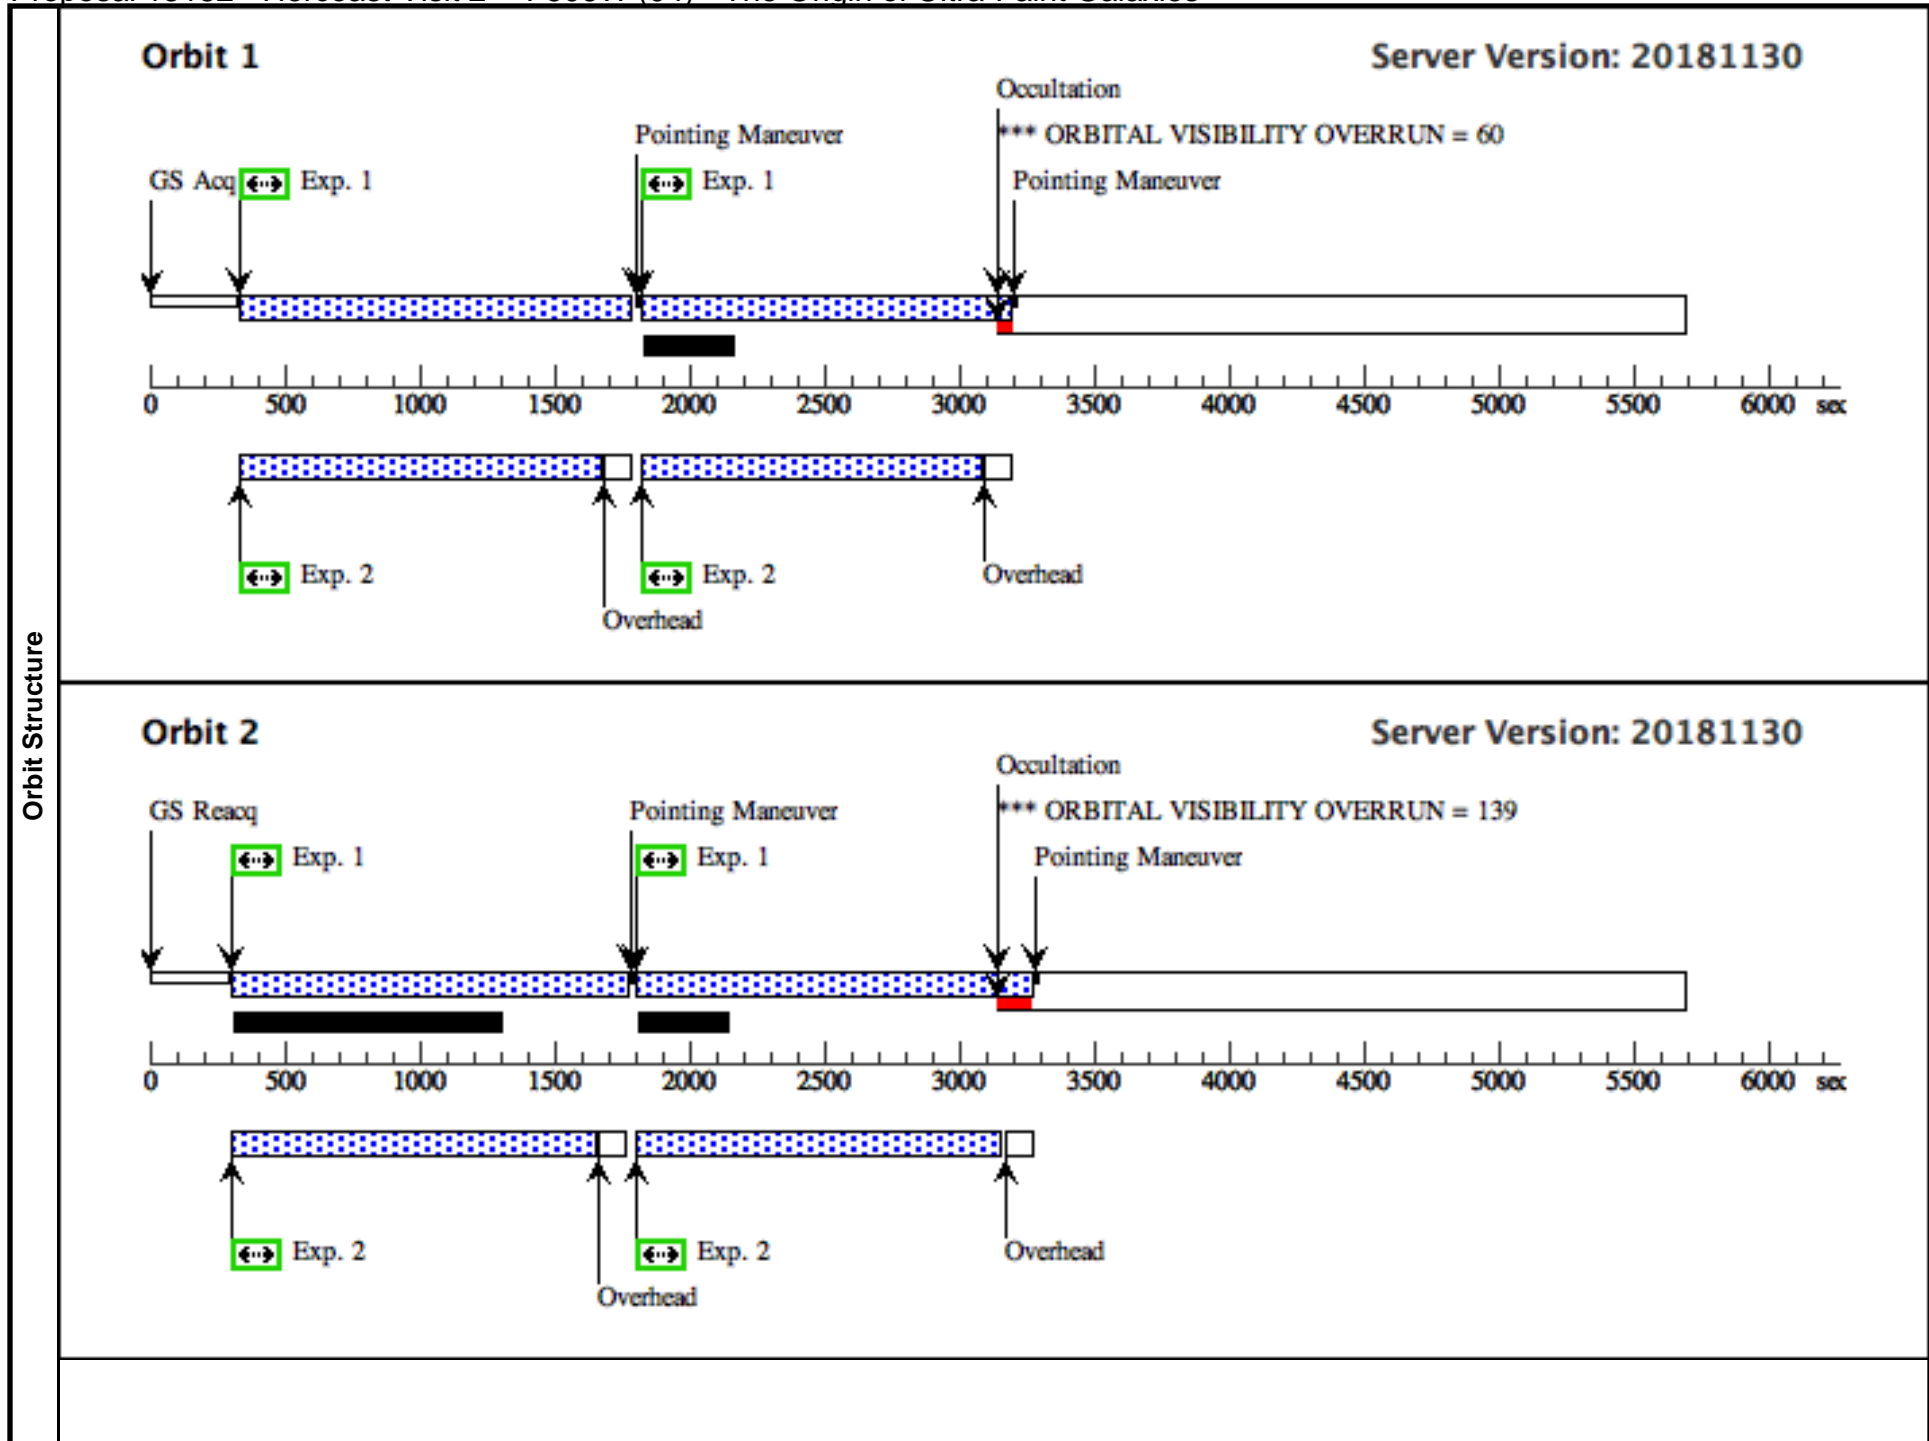 Orbit Structure
Orbit 1
Server Version: 20181130
Occultation
Pointing Maneuver
*** ORBITAL VISIBILITY OVERRUN = 60
GS Acq
Exp. 1
Exp. 1
Pointing Maneuver
0 500 1000 1500 2000 2500 3000 3500 4000 4500 5000 5500 6000 sec
Exp. 2
Exp. 2
Overhead
Overhead
Orbit 2
Server Version: 20181130
Occultation
GS Reacq
Pointing Maneuver
*** ORBITAL VISIBILITY OVERRUN = 139
Exp. 1
Exp. 1
Pointing Maneuver
0 500 1000 1500 2000 2500 3000 3500 4000 4500 5000 5500 6000 sec
Exp. 2
Exp. 2
Overhead
Overhead